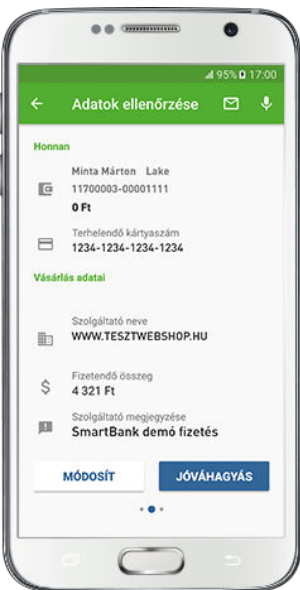 95% 17:00
Adatok ellenőrzése
Honnan
Minta Márton Lake
11700003-00001111
0 Ft
Terhelendő kártyaszám
1234-1234-1234-1234
Vásárlás adatai
Szolgáltató neve
WWW.TESZTWEBSHOP.HU
Fizetendő összeg
$ 4 321 Ft
Szolgáltató megjegyzése
SmartBank demó fizetés
MÓDOSÍT JÓVÁHAGYÁS